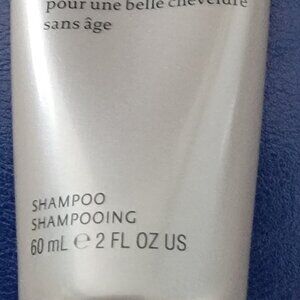 pour une belle chevelure
sans âge
SHAMPOO
SHAMPOOING
60 mL ℮ 2 FL OZ US